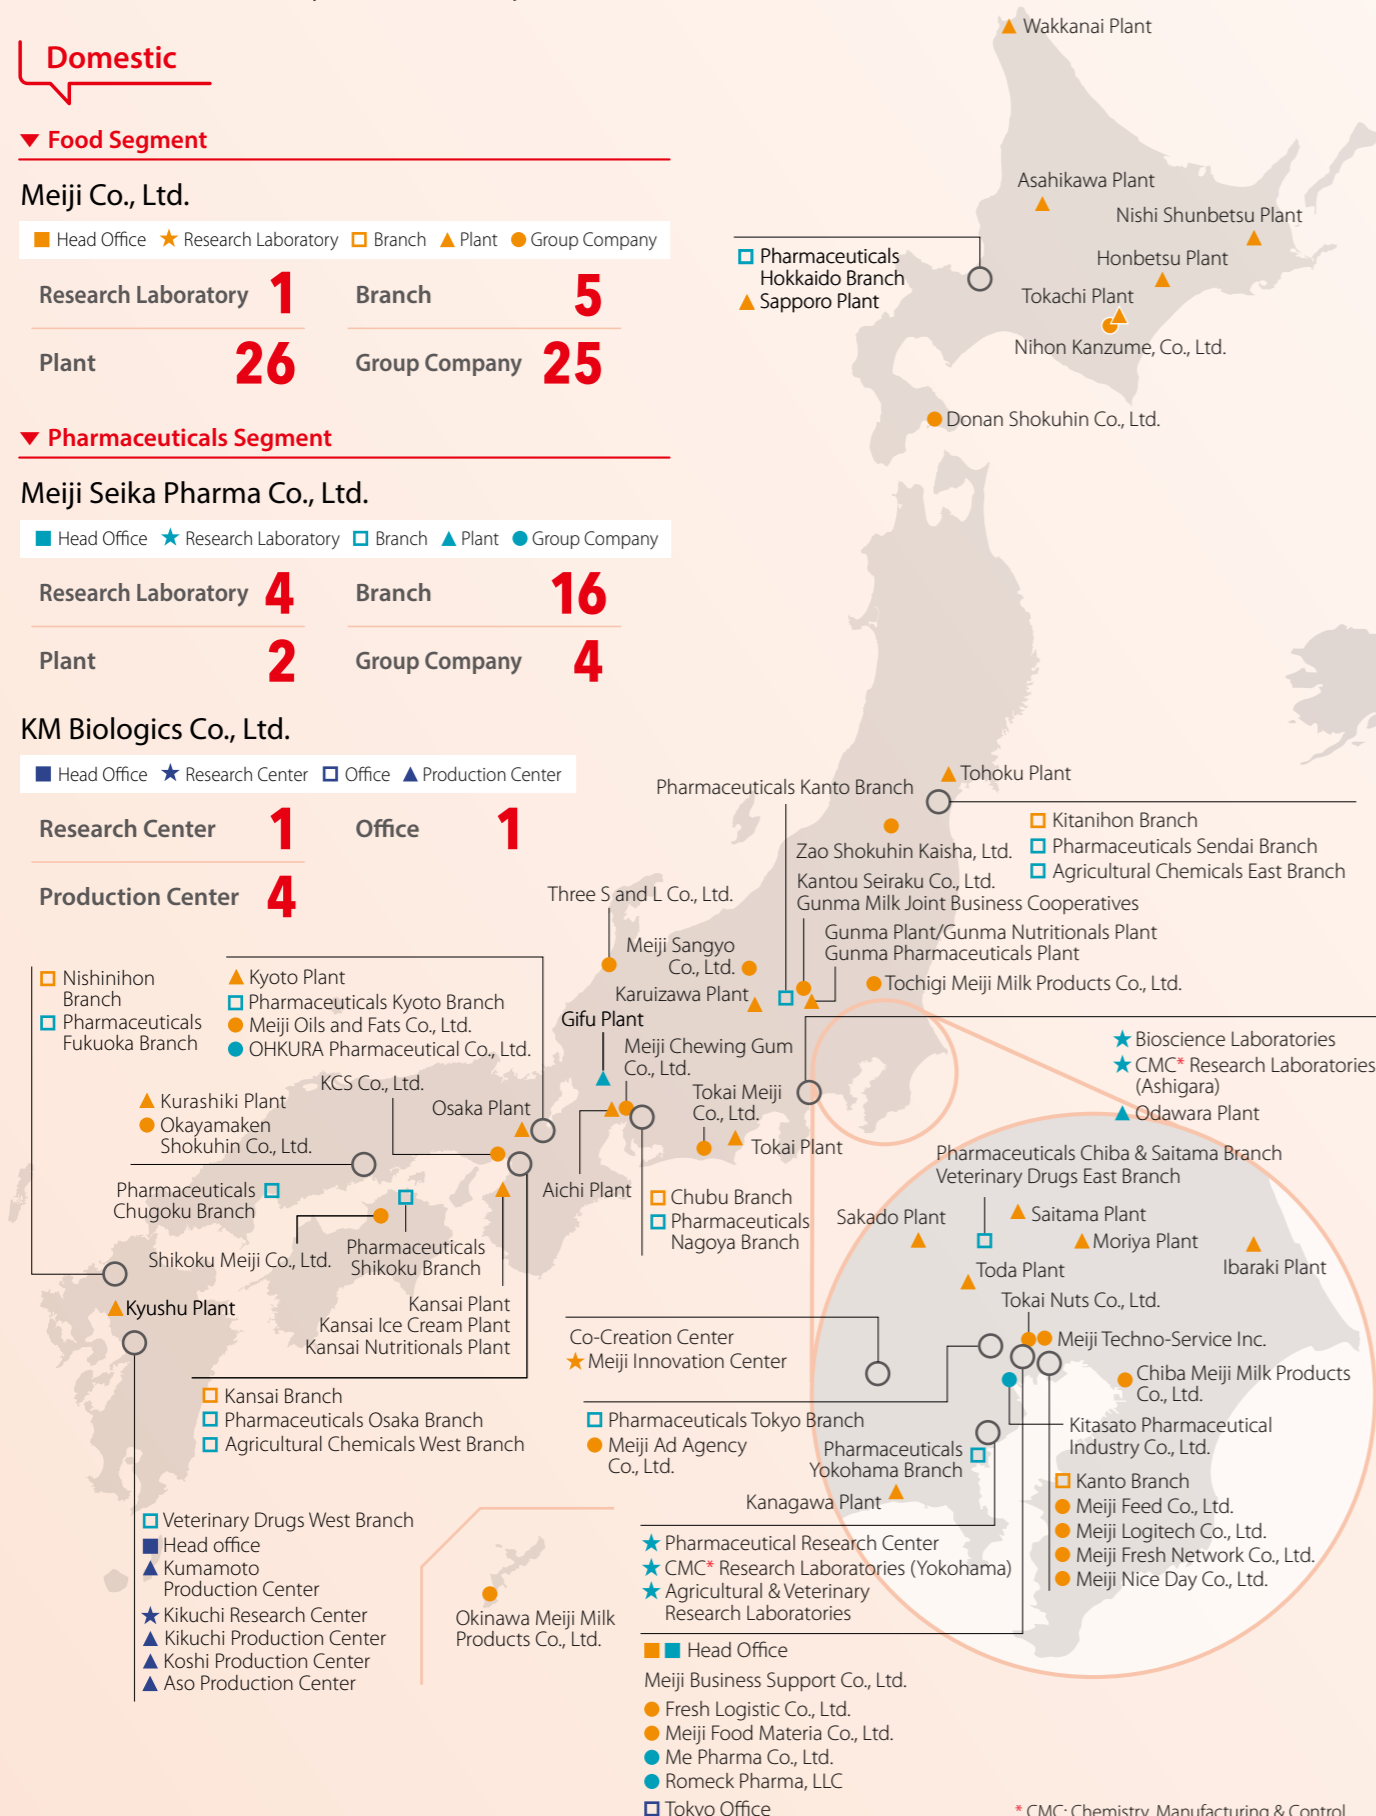 Domestic
Food Segment
Meiji Co., Ltd.
Head Office Research Laboratory Branch Plant Group Company
Research Laboratory 1 Branch 5
Plant 26 Group Company 25
Pharmaceuticals Segment
Meiji Seika Pharma Co., Ltd.
Head Office Research Laboratory Branch Plant Group Company
Research Laboratory 4 Branch 16
Plant 2 Group Company 4
KM Biologics Co., Ltd.
Head Office Research Center Office Production Center
Research Center 1 Office 1
Production Center 4
Wakkanai Plant
Asahikawa Plant
Nishi Shunbetsu Plant
Honbetsu Plant
Tokachi Plant
Nihon Kanzume, Co., Ltd.
Pharmaceuticals
Hokkaido Branch
Sapporo Plant
Donan Shokuhin Co., Ltd.
Tohoku Plant
Pharmaceuticals Kanto Branch
Kitanihon Branch
Pharmaceuticals Sendai Branch
Agricultural Chemicals East Branch
Zao Shokuhin Kaisha, Ltd.
Kantou Seiraku Co., Ltd.
Gunma Milk Joint Business Cooperatives
Gunma Plant/Gunma Nutritionals Plant
Gunma Pharmaceuticals Plant
Three S and L Co., Ltd.
Meiji Sangyo
Co., Ltd.
Karuizawa Plant
Tochigi Meiji Milk Products Co., Ltd.
Nishinihon
Branch
Pharmaceuticals
Fukuoka Branch
Kyoto Plant
Pharmaceuticals Kyoto Branch
Meiji Oils and Fats Co., Ltd.
OHKURA Pharmaceutical Co., Ltd.
Gifu Plant
Meiji Chewing Gum
Co., Ltd.
Tokai Meiji
Co., Ltd.
Tokai Plant
Bioscience Laboratories
CMC* Research Laboratories
(Ashigara)
Odawara Plant
KCS Co., Ltd.
Osaka Plant
Kurashiki Plant
Okayamaken
Shokuhin Co., Ltd.
Pharmaceuticals
Chugoku Branch
Shikoku Meiji Co., Ltd.
Pharmaceuticals
Shikoku Branch
Aichi Plant
Chubu Branch
Pharmaceuticals
Nagoya Branch
Kyushu Plant
Kansai Plant
Kansai Ice Cream Plant
Kansai Nutritionals Plant
Kansai Branch
Pharmaceuticals Osaka Branch
Agricultural Chemicals West Branch
Pharmaceuticals Chiba & Saitama Branch
Veterinary Drugs East Branch
Sakado Plant
Saitama Plant
Moriya Plant
Ibaraki Plant
Toda Plant
Tokai Nuts Co., Ltd.
Meiji Techno-Service Inc.
Chiba Meiji Milk Products
Co., Ltd.
Kitasato Pharmaceutical
Industry Co., Ltd.
Co-Creation Center
Meiji Innovation Center
Pharmaceuticals Tokyo Branch
Meiji Ad Agency
Co., Ltd.
Pharmaceuticals
Yokohama Branch
Kanagawa Plant
Kanto Branch
Meiji Feed Co., Ltd.
Meiji Logitech Co., Ltd.
Meiji Fresh Network Co., Ltd.
Meiji Nice Day Co., Ltd.
Veterinary Drugs West Branch
Head office
Kumamoto
Production Center
Kikuchi Research Center
Kikuchi Production Center
Koshi Production Center
Aso Production Center
Okinawa Meiji Milk
Products Co., Ltd.
Pharmaceutical Research Center
CMC* Research Laboratories (Yokohama)
Agricultural & Veterinary
Research Laboratories
Head Office
Meiji Business Support Co., Ltd.
Fresh Logistic Co., Ltd.
Meiji Food Materia Co., Ltd.
Me Pharma Co., Ltd.
Romeck Pharma, LLC
Tokyo Office
* CMC: Chemistry, Manufacturing & Control